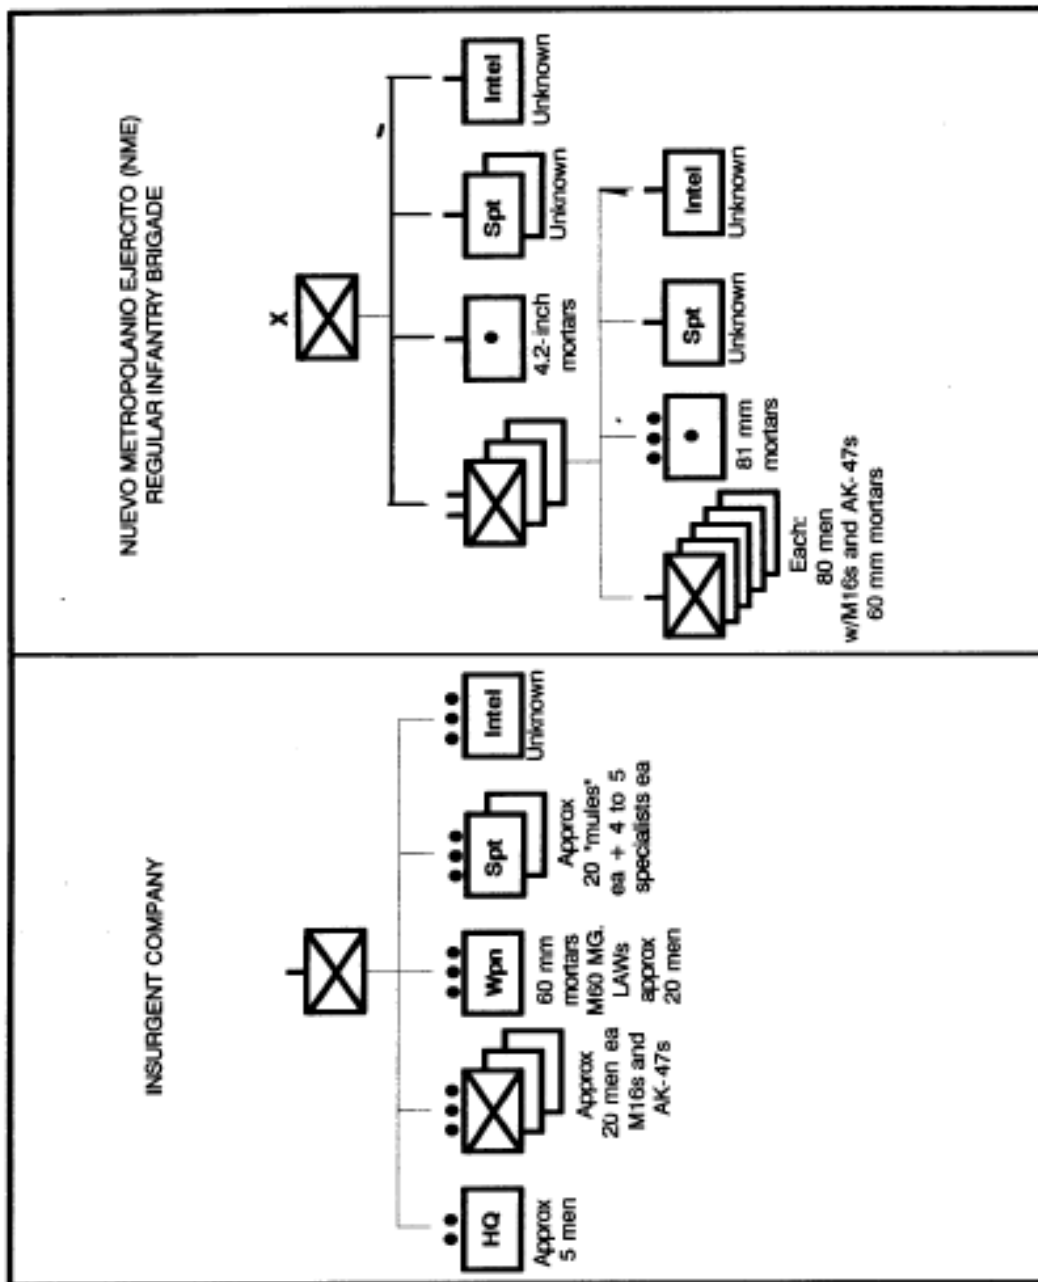 INSURGENT COMPANY
HQ
Approx
5 men
Approx
20 men ea
M16s and
AK-47s
Wpn
60 mm
mortars
M60 MG.
LAWs
approx
20 men
Spt
Approx
20 "mules"
ea + 4 to 5
specialists ea
Intel
Unknown
NUEVO METROPOLANIO EJERCITO (NME)
REGULAR INFANTRY BRIGADE
X
4.2-inch
mortars
Spt
Unknown
Intel
Unknown
Each:
80 men
w/M16s and AK-47s
60 mm mortars
81 mm
mortars
Spt
Unknown
Intel
Unknown